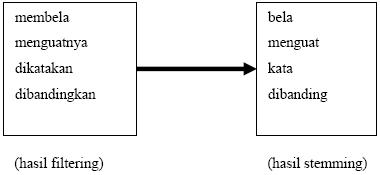 membela
menguatnya
dikatakan
dibandingkan
(hasil filtering)
bela
menguat
kata
dibanding
(hasil stemming)